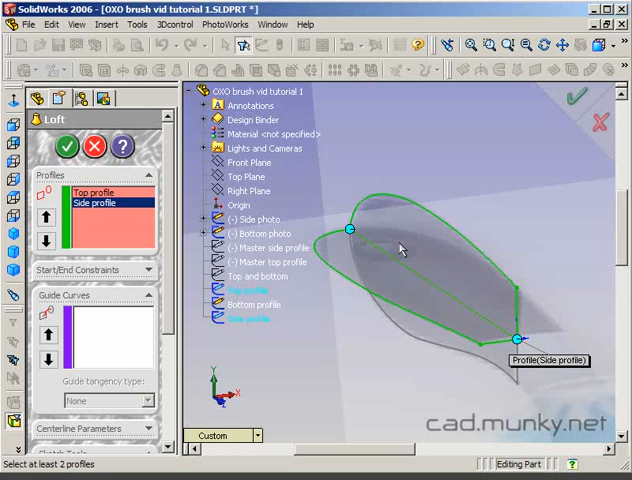 SolidWorks 2006 - [OXO brush vid tutorial 1.SLDPRT *]
File Edit View Insert Tools 3Dcontrol PhotoWorks Window Help
OXO brush vid tutorial 1
Annotations
Design Binder
Material <not specified>
Lights and Cameras
Front Plane
Top Plane
Right Plane
Origin
(-) Side photo
(-) Bottom photo
(-) Master side profile
(-) Master top profile
Top and bottom
Top profile
Bottom profile
Side profile
Loft
Profiles
Top profile
Side profile
Start/End Constraints
Guide Curves
Guide tangency type:
None
Centerline Parameters
Sketch Tools
Profile(Side profile)
Y
X
Z
cad.munky.net
Custom
Select at least 2 profiles
Editing Part